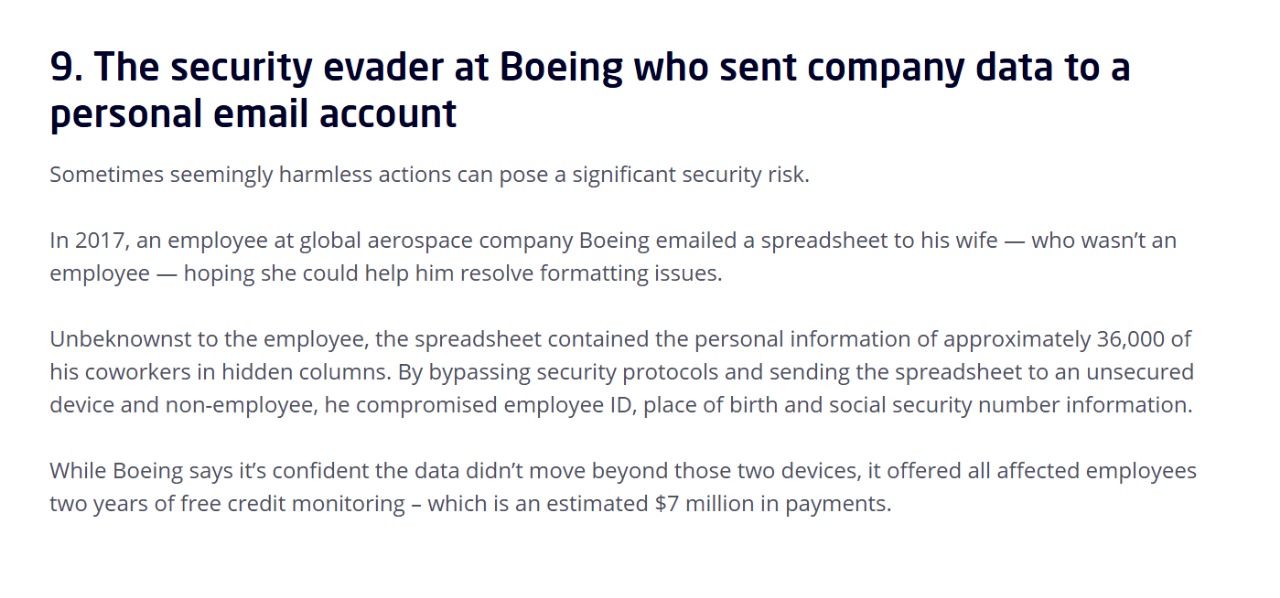 9. The security evader at Boeing who sent company data to a
personal email account
Sometimes seemingly harmless actions can pose a significant security risk.
In 2017, an employee at global aerospace company Boeing emailed a spreadsheet to his wife — who wasn’t an
employee — hoping she could help him resolve formatting issues.
Unbeknownst to the employee, the spreadsheet contained the personal information of approximately 36,000 of
his coworkers in hidden columns. By bypassing security protocols and sending the spreadsheet to an unsecured
device and non-employee, he compromised employee ID, place of birth and social security number information.
While Boeing says it’s confident the data didn’t move beyond those two devices, it offered all affected employees
two years of free credit monitoring – which is an estimated $7 million in payments.